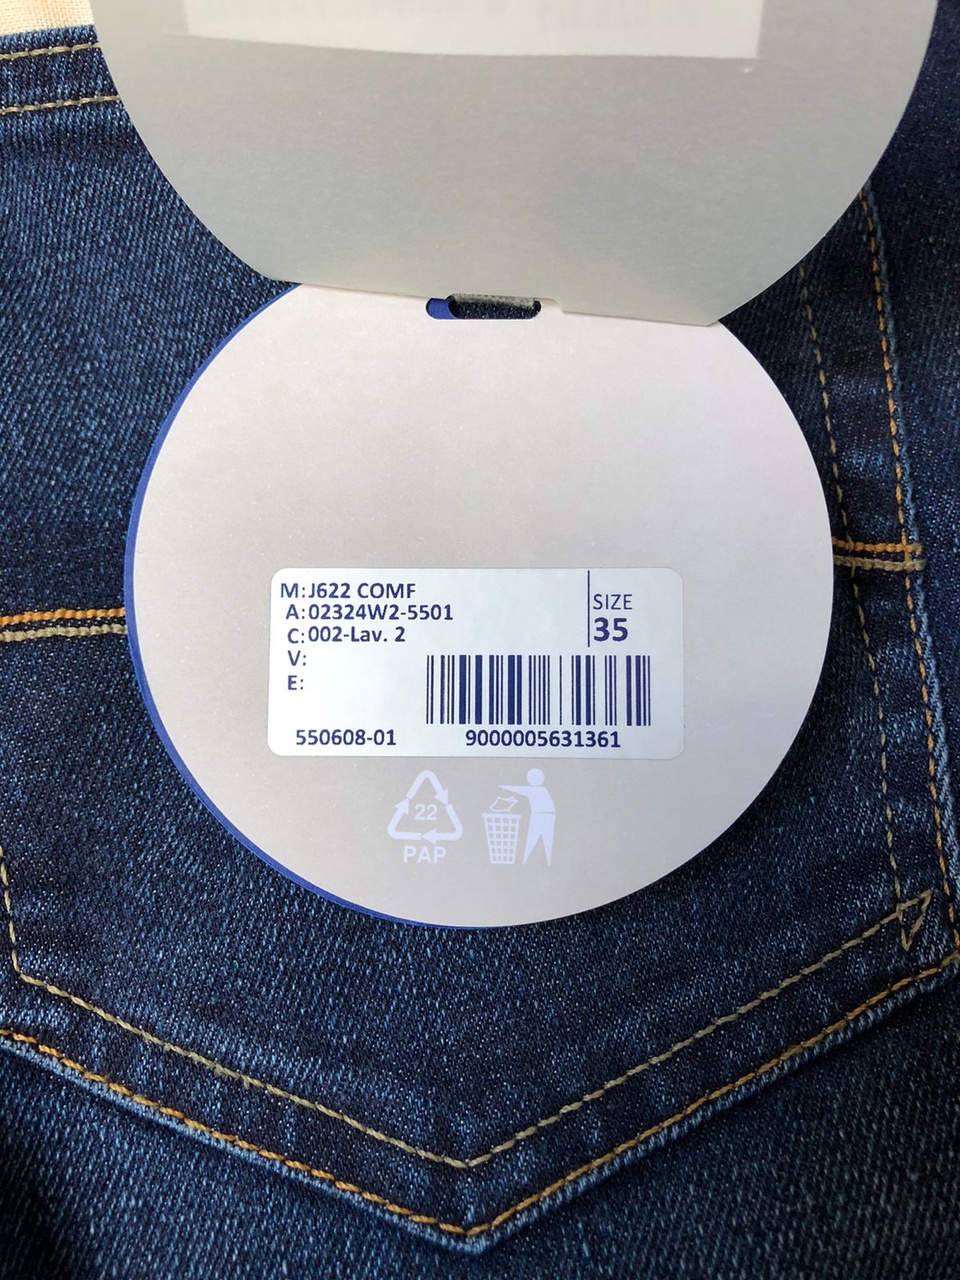 M:J622 COMF
A:02324W2-5501
C:002-Lav. 2
V:
E:
SIZE
35
550608-01
9000005631361
22
PAP